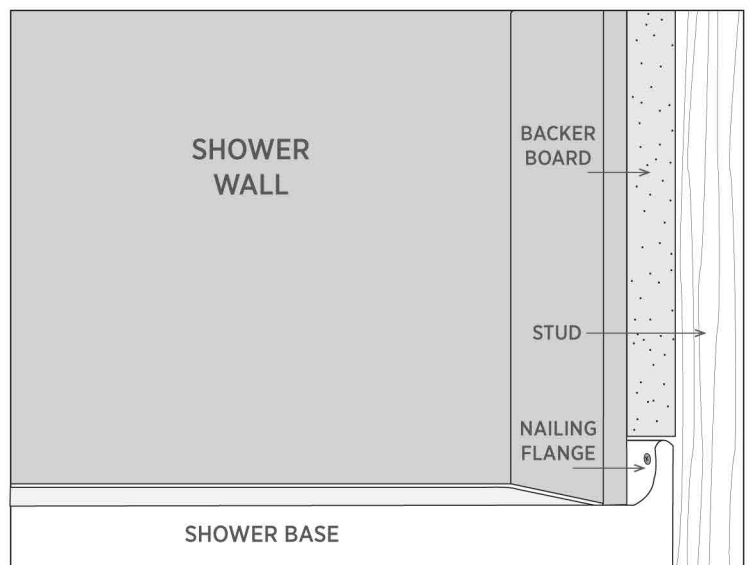 SHOWER
WALL
BACKER
BOARD
STUD
NAILING
FLANGE
SHOWER BASE